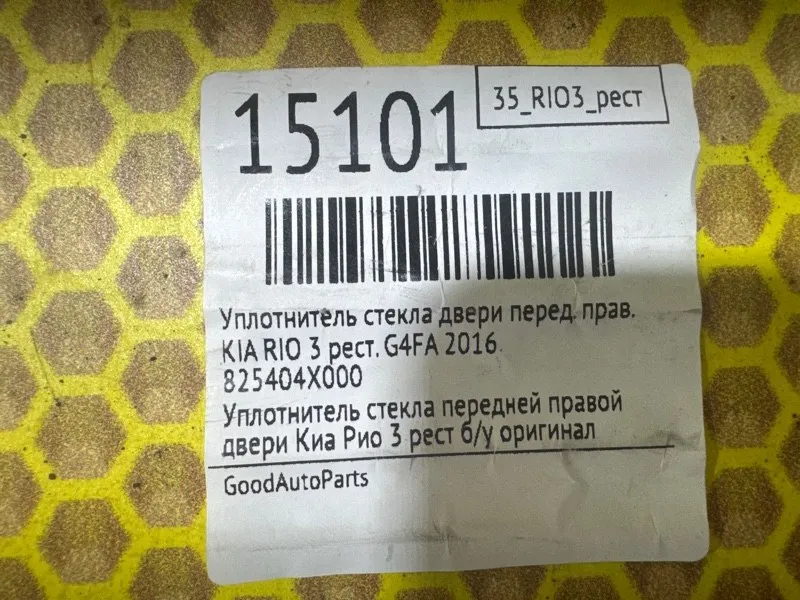 15101
35_RIO3_рест
Уплотнитель стекла двери перед. прав.
KIA RIO 3 рест. G4FA 2016
825404X000
Уплотнитель стекла передней правой
двери Киа Рио 3 рест б/у оригинал
GoodAutoParts